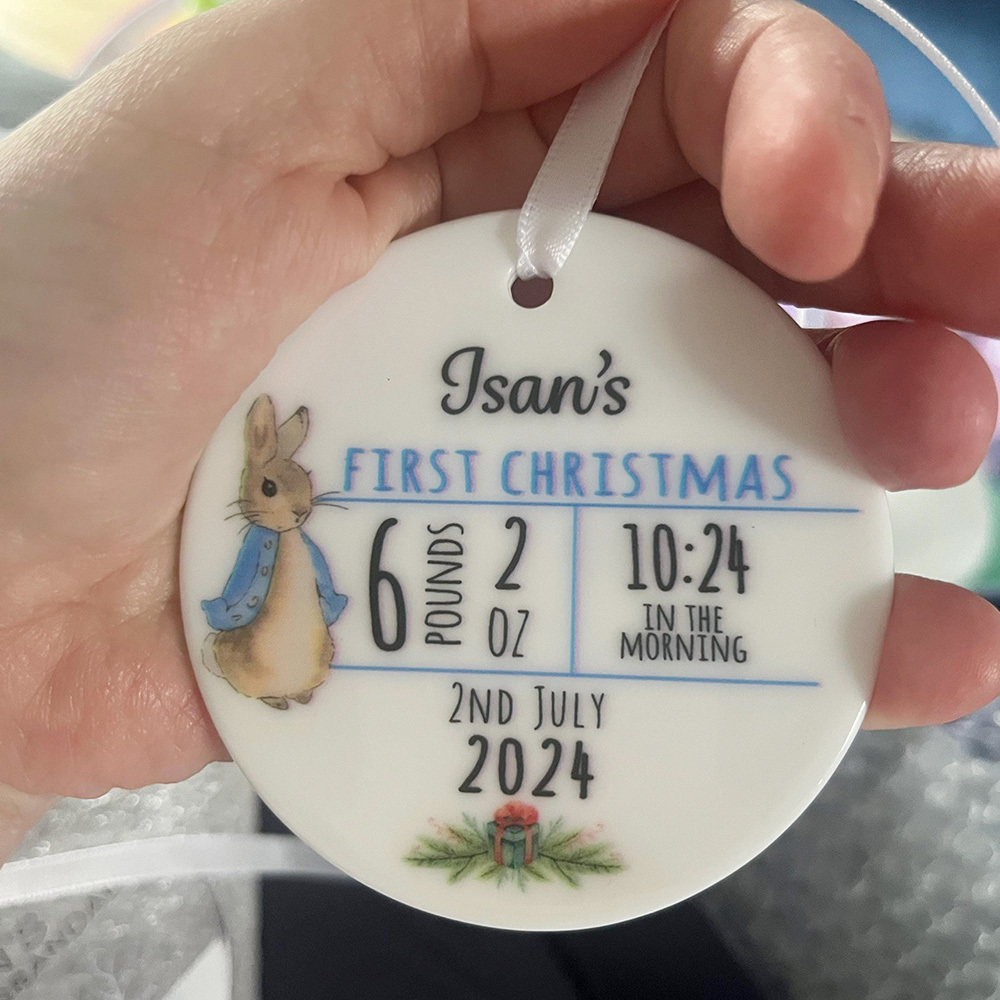 Isan's
FIRST CHRISTMAS
6 POUNDS 2 OZ
10:24
IN THE
MORNING
2ND JULY
2024